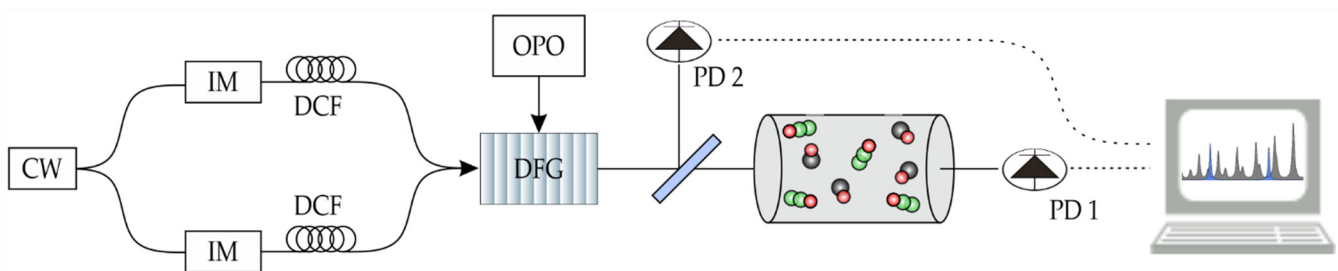 CW
IM
DCF
DCF
IM
OPO
DFG
PD 2
PD 1